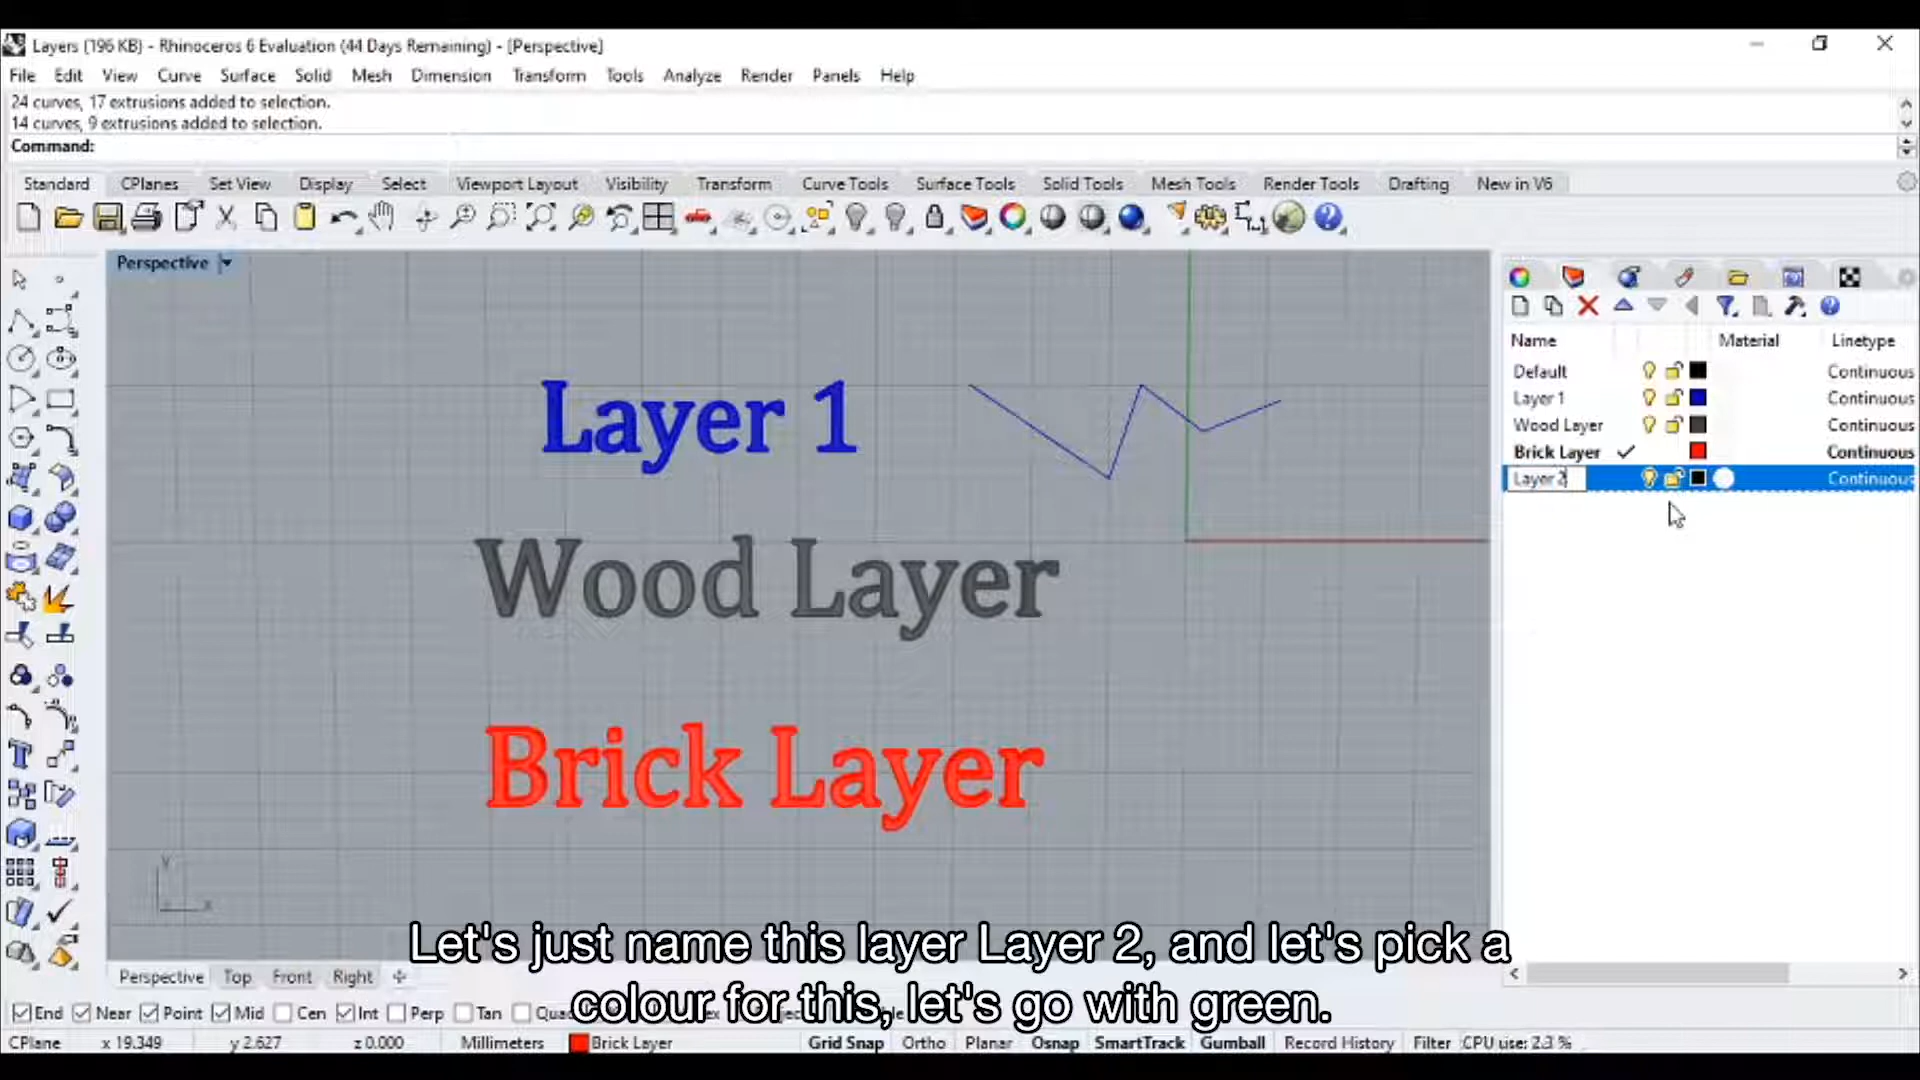 Layers (196 KB) - Rhinoceros 6 Evaluation (44 Days Remaining) - [Perspective]
File Edit View Curve Surface Solid Mesh Dimension Transform Tools Analyze Render Panels Help
24 curves, 17 extrusions added to selection.
14 curves, 9 extrusions added to selection.
Command:
Standard CPlanes Set View Display Select Viewport Layout Visibility Transform Curve Tools Surface Tools Solid Tools Mesh Tools Render Tools Drafting New in V6
Perspective
Name Material Linetype
Default Continuous
Layer 1 Continuous
Wood Layer Continuous
Brick Layer Continuous
Layer 2 Continuous
Layer 1
Wood Layer
Brick Layer
y
x
Let's just name this layer Layer 2, and let's pick a
colour for this, let's go with green.
Perspective Top Front Right
End Near Point Mid Cen Int Perp Tan
CPlane x 19.349 y 2.627 z 0.000 Millimeters Brick Layer Grid Snap Ortho Planar Osnap SmartTrack Gumball Record History Filter CPU use: 2.3 %